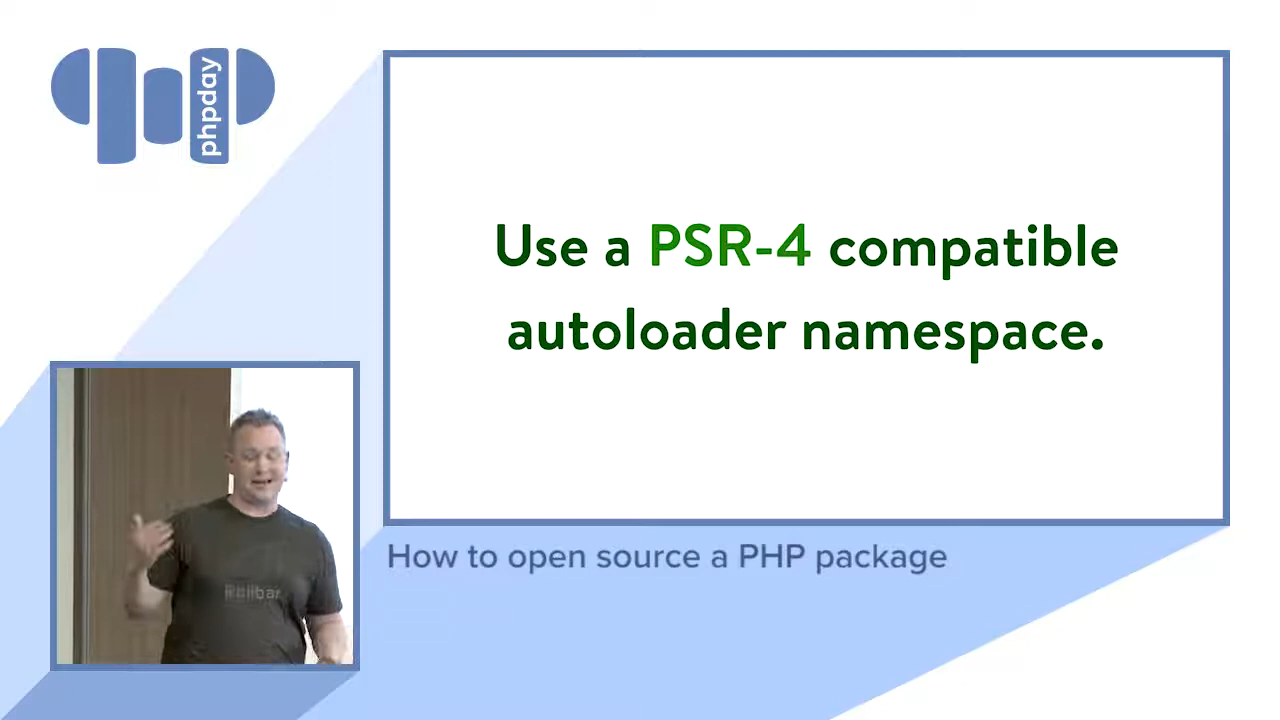 phpday
Use a PSR-4 compatible
autoloader namespace.
How to open source a PHP package